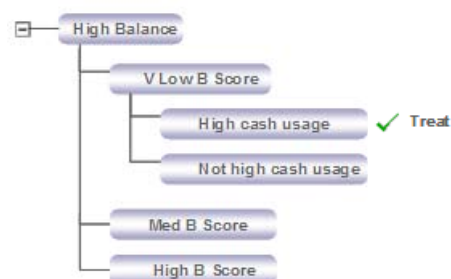 High Balance
V Low B Score
High cash usage Treat
Not high cash usage
Med B Score
High B Score